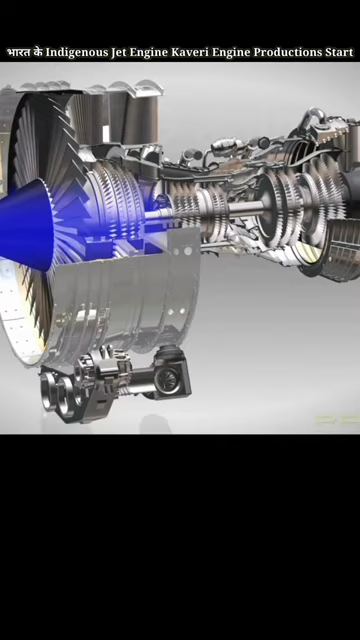 भारत के Indigenous Jet Engine Kaveri Engine Productions Start